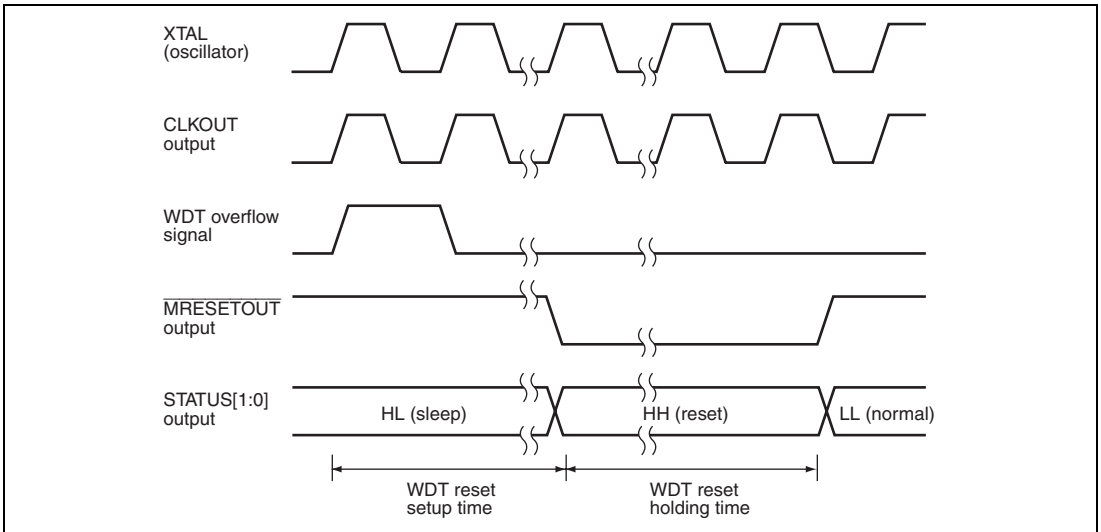 XTAL
(oscillator)
CLKOUT
output
WDT overflow
signal
MRESETOUT
output
STATUS[1:0]
output
HL (sleep)
HH (reset)
LL (normal)
WDT reset
setup time
WDT reset
holding time